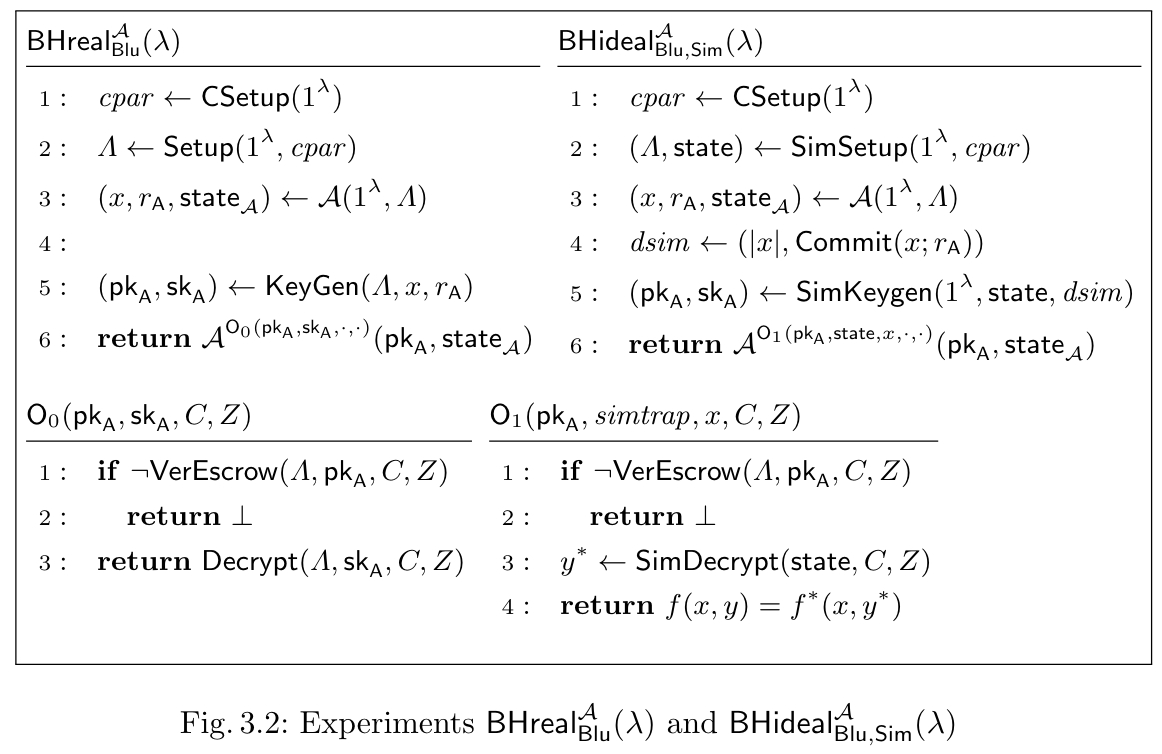 BHreal^𝒜_Blu(λ)
1 : cpar ← CSetup(1^λ)
2 : Λ ← Setup(1^λ, cpar)
3 : (x, r_A, state_𝒜) ← 𝒜(1^λ, Λ)
4 :
5 : (pk_A, sk_A) ← KeyGen(Λ, x, r_A)
6 : return 𝒜^{O_0(pk_A,sk_A,·,·)}(pk_A, state_𝒜)
BHideal^𝒜_Blu,Sim(λ)
1 : cpar ← CSetup(1^λ)
2 : (Λ, state) ← SimSetup(1^λ, cpar)
3 : (x, r_A, state_𝒜) ← 𝒜(1^λ, Λ)
4 : dsim ← (|x|, Commit(x; r_A))
5 : (pk_A, sk_A) ← SimKeygen(1^λ, state, dsim)
6 : return 𝒜^{O_1(pk_A,state,x,·,·)}(pk_A, state_𝒜)
O_0(pk_A, sk_A, C, Z)
1 : if ¬VerEscrow(Λ, pk_A, C, Z)
2 : return ⊥
3 : return Decrypt(Λ, sk_A, C, Z)
O_1(pk_A, simtrap, x, C, Z)
1 : if ¬VerEscrow(Λ, pk_A, C, Z)
2 : return ⊥
3 : y^* ← SimDecrypt(state, C, Z)
4 : return f(x, y) = f^*(x, y^*)
Fig. 3.2: Experiments BHreal^𝒜_Blu(λ) and BHideal^𝒜_Blu,Sim(λ)